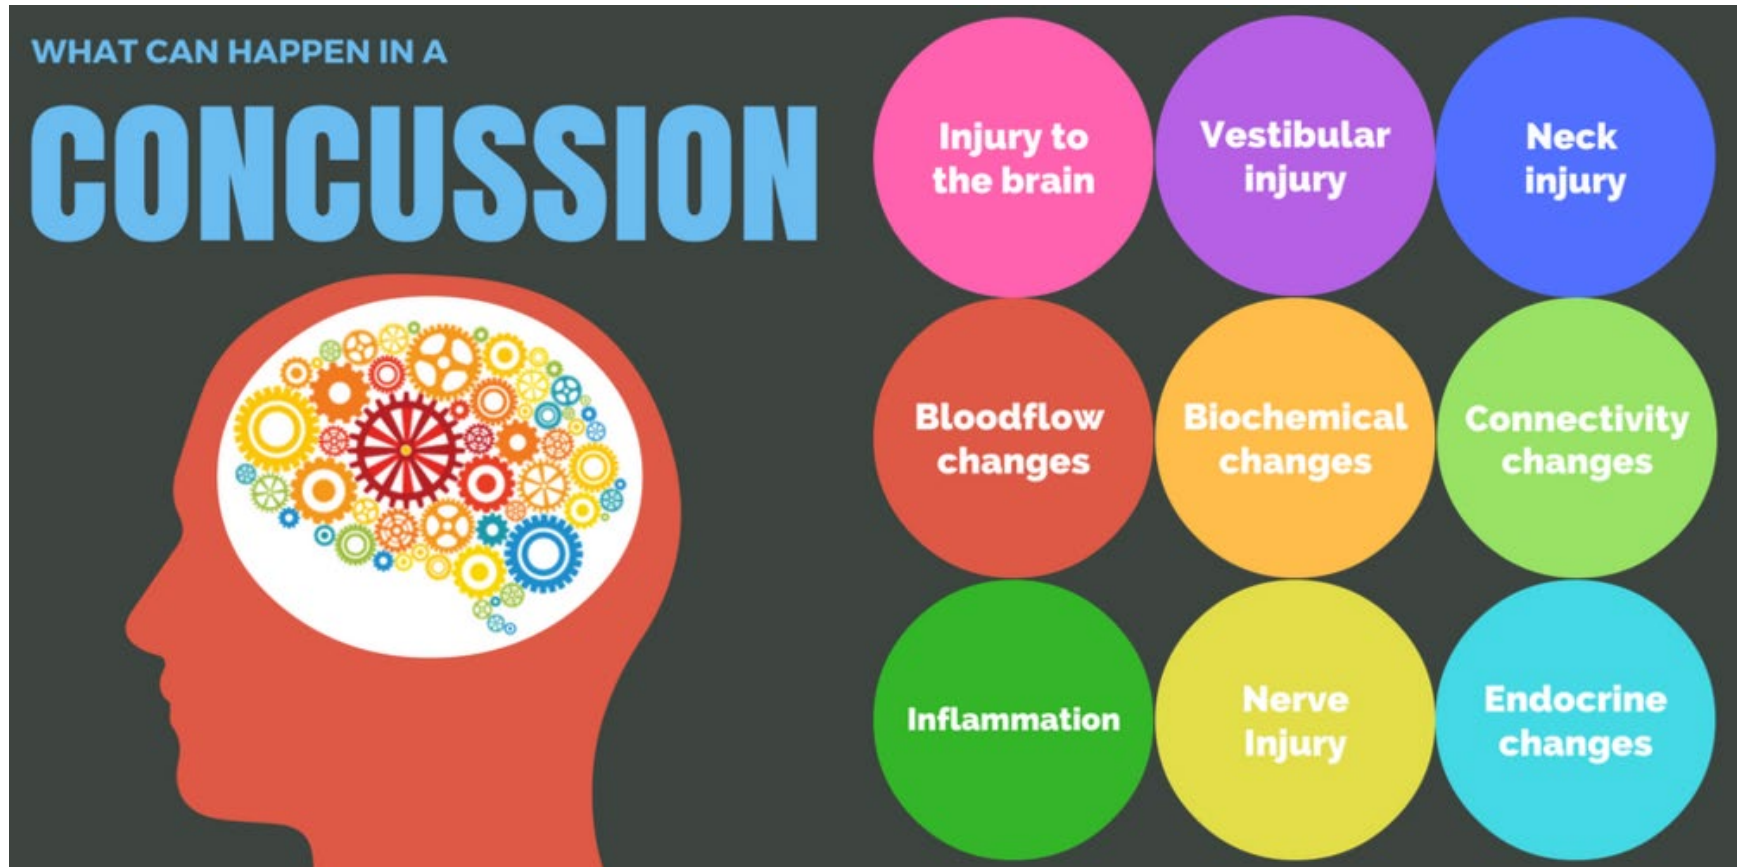 WHAT CAN HAPPEN IN A
CONCUSSION
Injury to
the brain
Vestibular
injury
Neck
injury
Bloodflow
changes
Biochemical
changes
Connectivity
changes
Inflammation
Nerve
Injury
Endocrine
changes